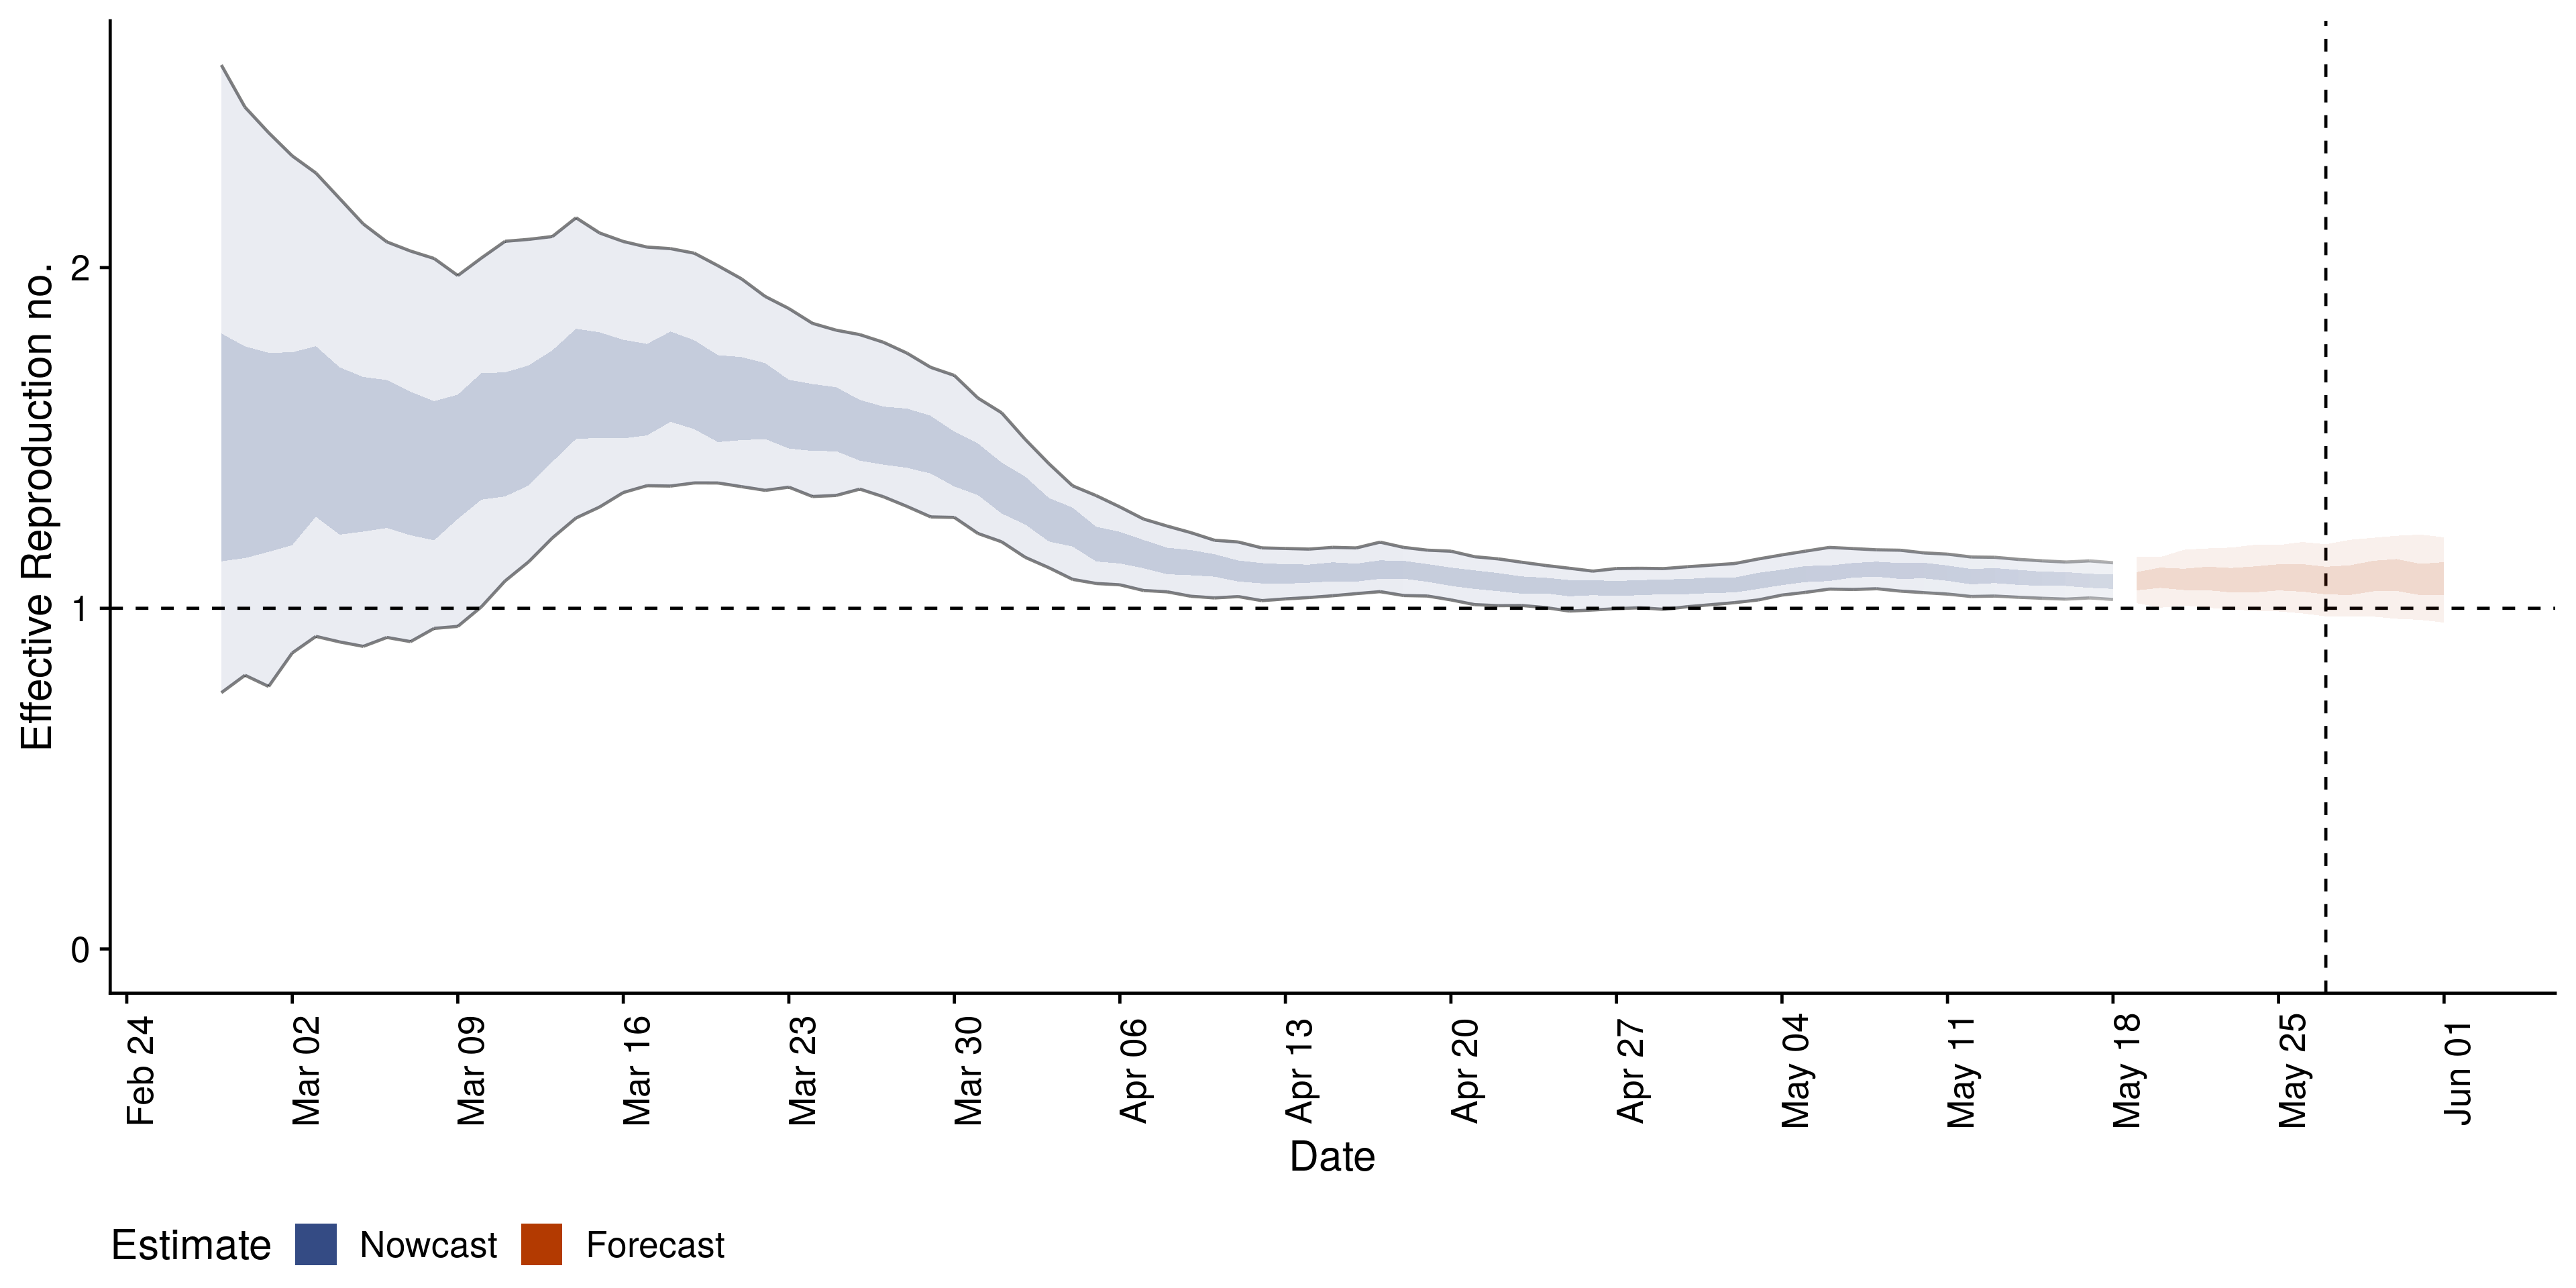 Effective Reproduction no.
2
1
0
Feb 24
Mar 02
Mar 09
Mar 16
Mar 23
Mar 30
Apr 06
Apr 13
Apr 20
Apr 27
May 04
May 11
May 18
May 25
Jun 01
Date
Estimate Nowcast Forecast